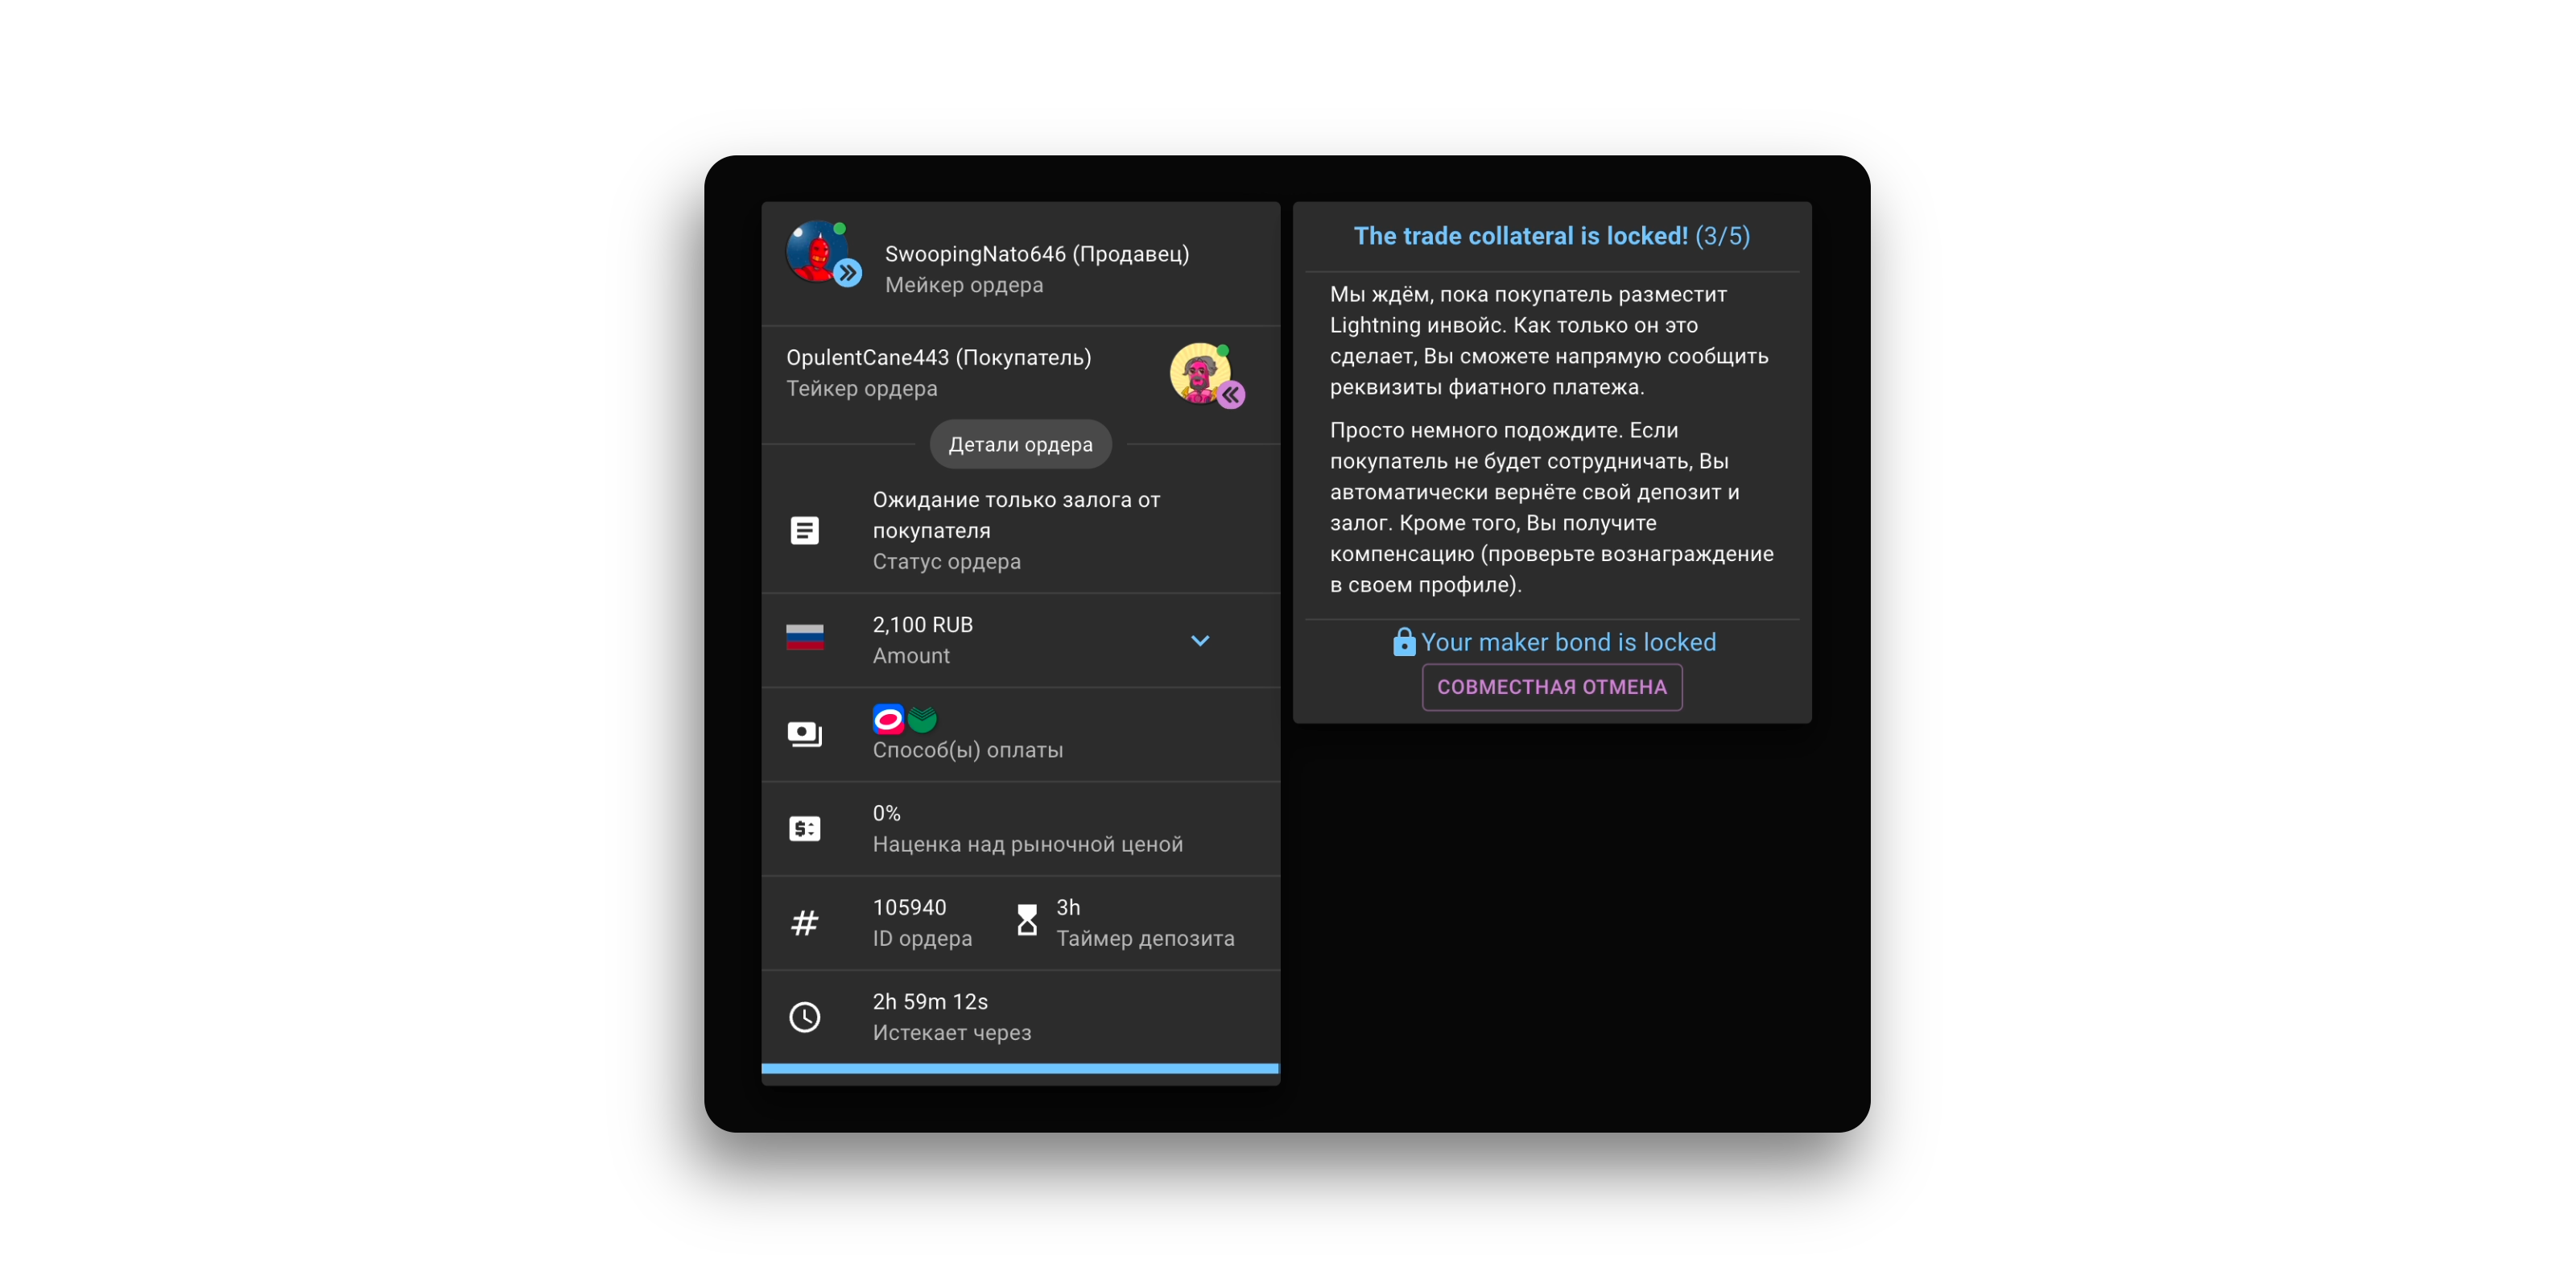 SwoopingNato646 (Продавец)
Мейкер ордера
OpulentCane443 (Покупатель)
Тейкер ордера
Детали ордера
Ожидание только залога от
покупателя
Статус ордера
2,100 RUB
Amount
Способ(ы) оплаты
0%
Наценка над рыночной ценой
105940
ID ордера
3h
Таймер депозита
2h 59m 12s
Истекает через
The trade collateral is locked! (3/5)
Мы ждём, пока покупатель разместит
Lightning инвойс. Как только он это
сделает, Вы сможете напрямую сообщить
реквизиты фиатного платежа.
Просто немного подождите. Если
покупатель не будет сотрудничать, Вы
автоматически вернёте свой депозит и
залог. Кроме того, Вы получите
компенсацию (проверьте вознаграждение
в своем профиле).
Your maker bond is locked
СОВМЕСТНАЯ ОТМЕНА